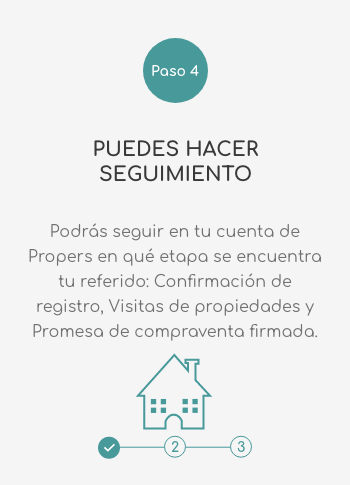 Paso 4
PUEDES HACER
SEGUIMIENTO
Podrás seguir en tu cuenta de
Propers en qué etapa se encuentra
tu referido: Confirmación de
registro, Visitas de propiedades y
Promesa de compraventa firmada.
2 3